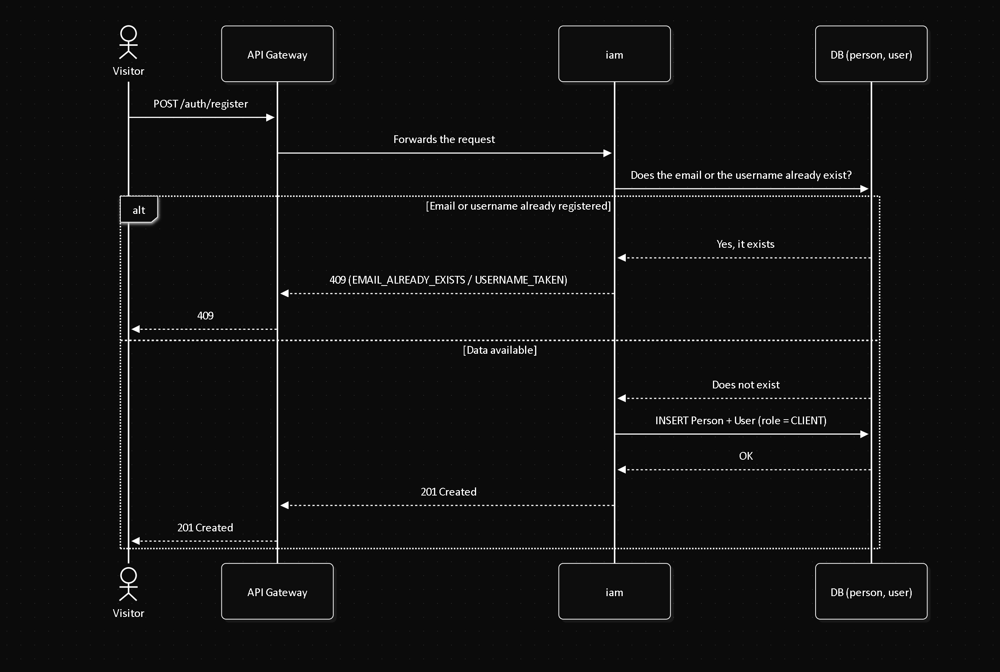 Visitor
API Gateway
iam
DB (person, user)
POST /auth/register
Forwards the request
Does the email or the username already exist?
alt
[Email or username already registered]
Yes, it exists
409 (EMAIL_ALREADY_EXISTS / USERNAME_TAKEN)
409
[Data available]
Does not exist
INSERT Person + User (role = CLIENT)
OK
201 Created
201 Created
Visitor
API Gateway
iam
DB (person, user)